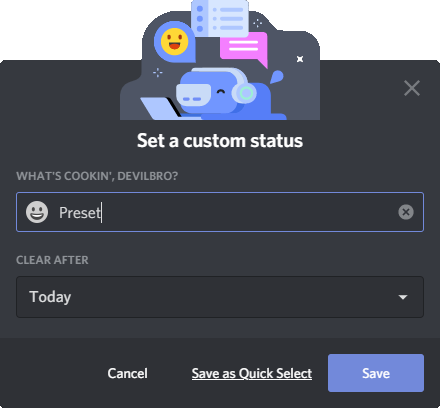 Set a custom status
WHAT'S COOKIN', DEVILBRO?
Preset
CLEAR AFTER
Today
Cancel Save as Quick Select Save